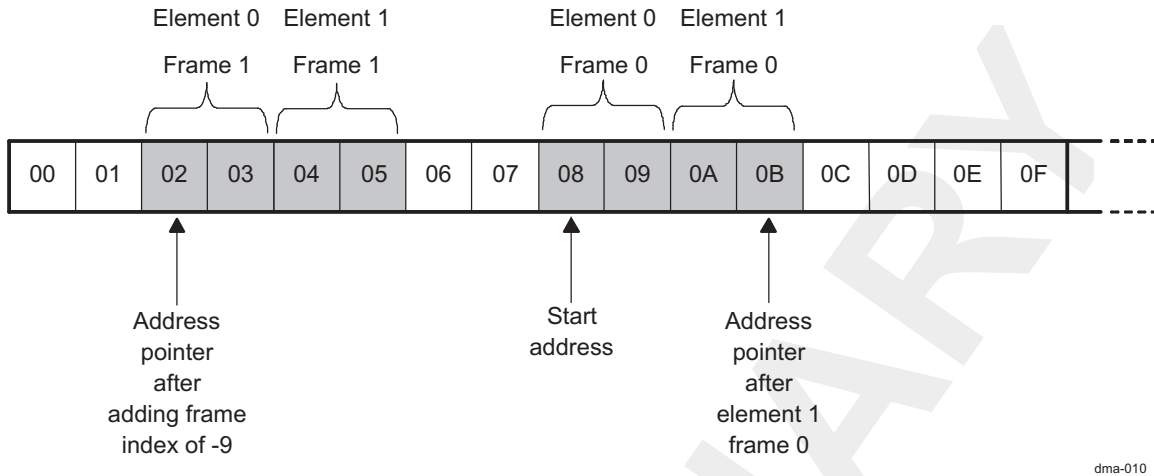 Element 0 Element 1 Element 0 Element 1
Frame 1 Frame 1 Frame 0 Frame 0
00 01 02 03 04 05 06 07 08 09 0A 0B 0C 0D 0E 0F
Address
pointer
after
adding frame
index of -9
Start
address
Address
pointer
after
element 1
frame 0
dma-010